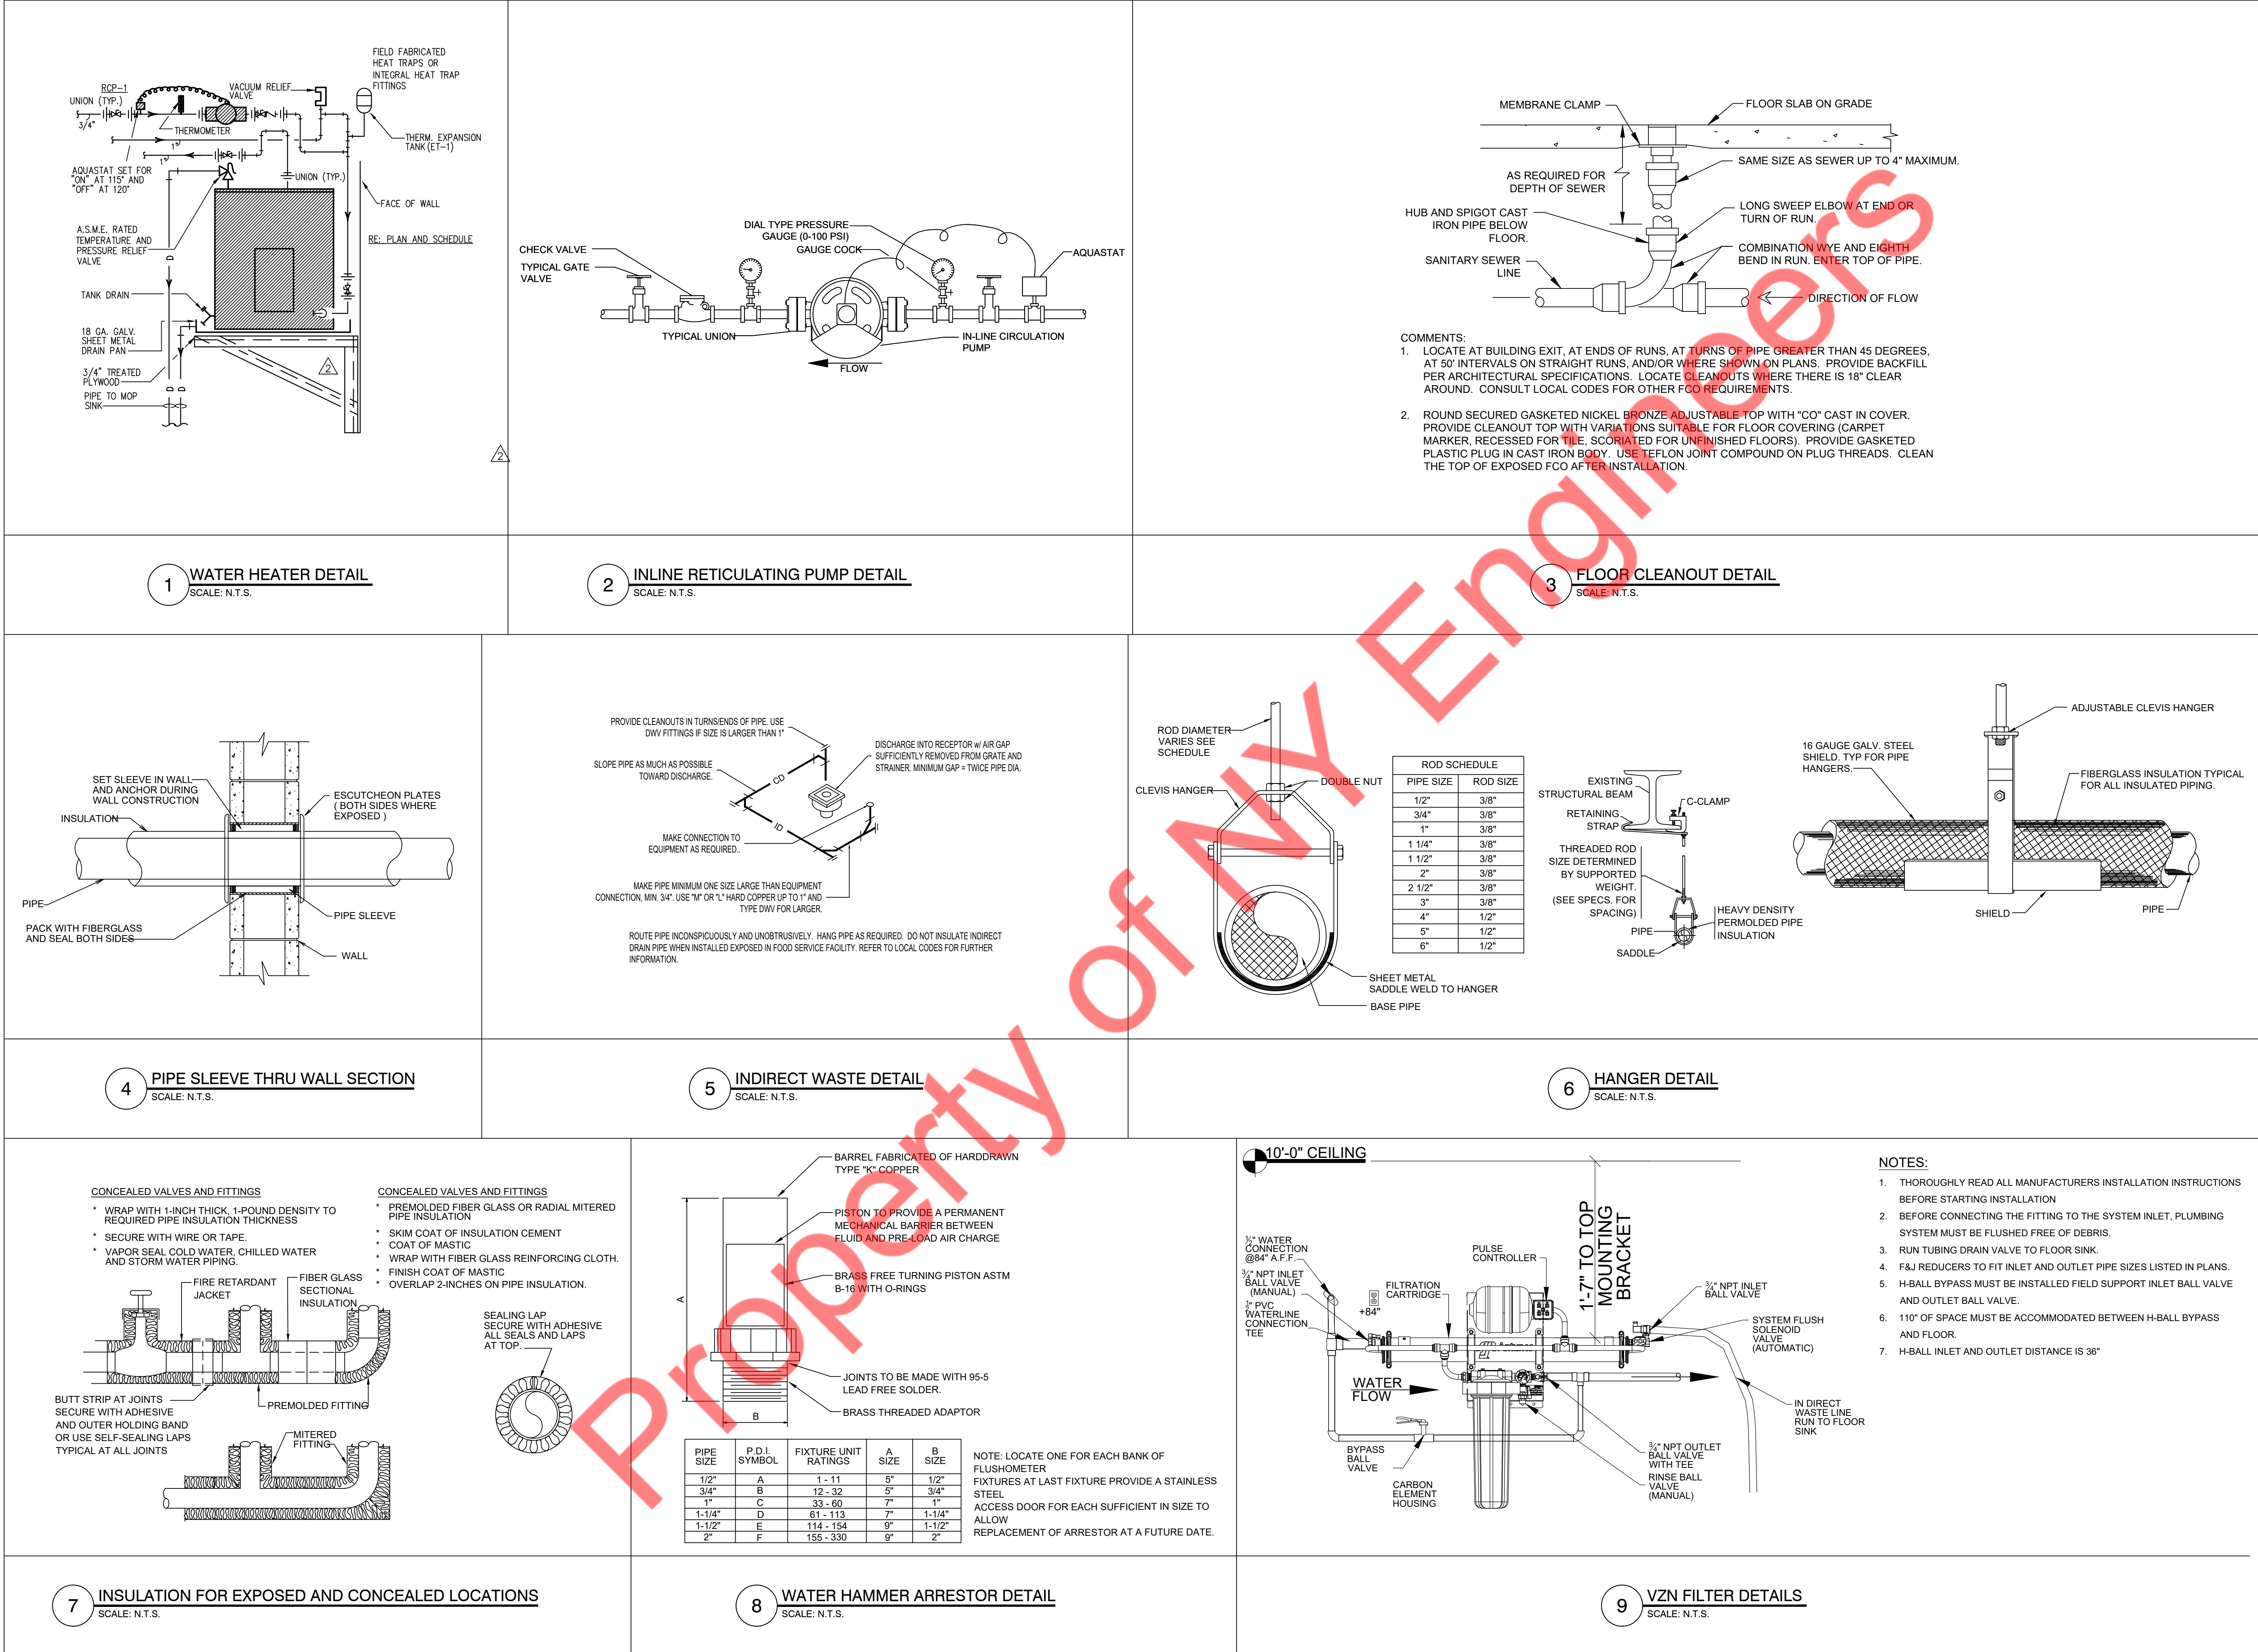 FIELD FABRICATED
HEAT TRAPS OR
INTEGRAL HEAT TRAP
FITTINGS
RCP-1
UNION (TYP.)
3/4"
VACUUM RELIEF
VALVE
THERMOMETER
THERM. EXPANSION
TANK (ET-1)
1"
1"
AQUASTAT SET FOR
"ON" AT 115° AND
"OFF" AT 120°
UNION (TYP.)
FACE OF WALL
A.S.M.E. RATED
TEMPERATURE AND
PRESSURE RELIEF
VALVE
RE: PLAN AND SCHEDULE
TANK DRAIN
18 GA. GALV.
SHEET METAL
DRAIN PAN
2
3/4" TREATED
PLYWOOD
PIPE TO MOP
SINK
2
1
WATER HEATER DETAIL
SCALE: N.T.S.
DIAL TYPE PRESSURE
GAUGE (0-100 PSI)
GAUGE COCK
CHECK VALVE
TYPICAL GATE
VALVE
AQUASTAT
TYPICAL UNION
IN-LINE CIRCULATION
PUMP
FLOW
2
INLINE RETICULATING PUMP DETAIL
SCALE: N.T.S.
MEMBRANE CLAMP
FLOOR SLAB ON GRADE
SAME SIZE AS SEWER UP TO 4" MAXIMUM.
AS REQUIRED FOR
DEPTH OF SEWER
HUB AND SPIGOT CAST
IRON PIPE BELOW
FLOOR.
LONG SWEEP ELBOW AT END OR
TURN OF RUN.
COMBINATION WYE AND EIGHTH
BEND IN RUN. ENTER TOP OF PIPE.
SANITARY SEWER
LINE
DIRECTION OF FLOW
COMMENTS:
1. LOCATE AT BUILDING EXIT, AT ENDS OF RUNS, AT TURNS OF PIPE GREATER THAN 45 DEGREES,
AT 50' INTERVALS ON STRAIGHT RUNS, AND/OR WHERE SHOWN ON PLANS. PROVIDE BACKFILL
PER ARCHITECTURAL SPECIFICATIONS. LOCATE CLEANOUTS WHERE THERE IS 18" CLEAR
AROUND. CONSULT LOCAL CODES FOR OTHER FCO REQUIREMENTS.
2. ROUND SECURED GASKETED NICKEL BRONZE ADJUSTABLE TOP WITH "CO" CAST IN COVER.
PROVIDE CLEANOUT TOP WITH VARIATIONS SUITABLE FOR FLOOR COVERING (CARPET
MARKER, RECESSED FOR TILE, SCORIATED FOR UNFINISHED FLOORS). PROVIDE GASKETED
PLASTIC PLUG IN CAST IRON BODY. USE TEFLON JOINT COMPOUND ON PLUG THREADS. CLEAN
THE TOP OF EXPOSED FCO AFTER INSTALLATION.
3
FLOOR CLEANOUT DETAIL
SCALE: N.T.S.
SET SLEEVE IN WALL
AND ANCHOR DURING
WALL CONSTRUCTION
INSULATION
ESCUTCHEON PLATES
( BOTH SIDES WHERE
EXPOSED )
PIPE
PACK WITH FIBERGLASS
AND SEAL BOTH SIDES
PIPE SLEEVE
WALL
4
PIPE SLEEVE THRU WALL SECTION
SCALE: N.T.S.
PROVIDE CLEANOUTS IN TURNS/ENDS OF PIPE. USE
DWV FITTINGS IF SIZE IS LARGER THAN 1"
SLOPE PIPE AS MUCH AS POSSIBLE
TOWARD DISCHARGE.
DISCHARGE INTO RECEPTOR w/ AIR GAP
SUFFICIENTLY REMOVED FROM GRATE AND
STRAINER. MINIMUM GAP = TWICE PIPE DIA.
CD
ID
MAKE CONNECTION TO
EQUIPMENT AS REQUIRED..
MAKE PIPE MINIMUM ONE SIZE LARGE THAN EQUIPMENT
CONNECTION, MIN. 3/4". USE "M" OR "L" HARD COPPER UP TO 1" AND
TYPE DWV FOR LARGER.
ROUTE PIPE INCONSPICUOUSLY AND UNOBTRUSIVELY. HANG PIPE AS REQUIRED. DO NOT INSULATE INDIRECT
DRAIN PIPE WHEN INSTALLED EXPOSED IN FOOD SERVICE FACILITY. REFER TO LOCAL CODES FOR FURTHER
INFORMATION.
5
INDIRECT WASTE DETAIL
SCALE: N.T.S.
ROD DIAMETER
VARIES SEE
SCHEDULE
CLEVIS HANGER
DOUBLE NUT
SHEET METAL
SADDLE WELD TO HANGER
BASE PIPE
ROD SCHEDULE
PIPE SIZE ROD SIZE
1/2" 3/8"
3/4" 3/8"
1" 3/8"
1 1/4" 3/8"
1 1/2" 3/8"
2" 3/8"
2 1/2" 3/8"
3" 3/8"
4" 1/2"
5" 1/2"
6" 1/2"
EXISTING
STRUCTURAL BEAM
C-CLAMP
RETAINING
STRAP
THREADED ROD
SIZE DETERMINED
BY SUPPORTED
WEIGHT.
(SEE SPECS. FOR
SPACING)
PIPE
SADDLE
HEAVY DENSITY
PERMOLDED PIPE
INSULATION
ADJUSTABLE CLEVIS HANGER
16 GAUGE GALV. STEEL
SHIELD. TYP FOR PIPE
HANGERS.
FIBERGLASS INSULATION TYPICAL
FOR ALL INSULATED PIPING.
SHIELD
PIPE
6
HANGER DETAIL
SCALE: N.T.S.
CONCEALED VALVES AND FITTINGS
* WRAP WITH 1-INCH THICK, 1-POUND DENSITY TO
REQUIRED PIPE INSULATION THICKNESS
* SECURE WITH WIRE OR TAPE.
* VAPOR SEAL COLD WATER, CHILLED WATER
AND STORM WATER PIPING.
CONCEALED VALVES AND FITTINGS
* PREMOLDED FIBER GLASS OR RADIAL MITERED
PIPE INSULATION
* SKIM COAT OF INSULATION CEMENT
* COAT OF MASTIC
* WRAP WITH FIBER GLASS REINFORCING CLOTH.
* FINISH COAT OF MASTIC
* OVERLAP 2-INCHES ON PIPE INSULATION.
FIRE RETARDANT
JACKET
FIBER GLASS
SECTIONAL
INSULATION
SEALING LAP
SECURE WITH ADHESIVE
ALL SEALS AND LAPS
AT TOP.
BUTT STRIP AT JOINTS
SECURE WITH ADHESIVE
AND OUTER HOLDING BAND
OR USE SELF-SEALING LAPS
TYPICAL AT ALL JOINTS
PREMOLDED FITTING
MITERED
FITTING
7
INSULATION FOR EXPOSED AND CONCEALED LOCATIONS
SCALE: N.T.S.
BARREL FABRICATED OF HARDDRAWN
TYPE "K" COPPER
PISTON TO PROVIDE A PERMANENT
MECHANICAL BARRIER BETWEEN
FLUID AND PRE-LOAD AIR CHARGE
BRASS FREE TURNING PISTON ASTM
B-16 WITH O-RINGS
A
JOINTS TO BE MADE WITH 95-5
LEAD FREE SOLDER.
BRASS THREADED ADAPTOR
B
PIPE SIZE P.D.I. SYMBOL FIXTURE UNIT RATINGS A SIZE B SIZE
1/2" A 1 - 11 5" 1/2"
3/4" B 12 - 32 5" 3/4"
1" C 33 - 60 7" 1"
1-1/4" D 61 - 113 7" 1-1/4"
1-1/2" E 114 - 154 9" 1-1/2"
2" F 155 - 330 9" 2"
NOTE: LOCATE ONE FOR EACH BANK OF
FLUSHOMETER
FIXTURES AT LAST FIXTURE PROVIDE A STAINLESS
STEEL
ACCESS DOOR FOR EACH SUFFICIENT IN SIZE TO
ALLOW
REPLACEMENT OF ARRESTOR AT A FUTURE DATE.
8
WATER HAMMER ARRESTOR DETAIL
SCALE: N.T.S.
10'-0" CEILING
1'-7" TO TOP
MOUNTING
BRACKET
½" WATER
CONNECTION
@84" A.F.F.
¾" NPT INLET
BALL VALVE
(MANUAL)
PVC
WATERLINE
CONNECTION
TEE
+84"
FILTRATION
CARTRIDGE
PULSE
CONTROLLER
¾" NPT INLET
BALL VALVE
SYSTEM FLUSH
SOLENOID
VALVE
(AUTOMATIC)
WATER
FLOW
BYPASS
BALL
VALVE
CARBON
ELEMENT
HOUSING
¾" NPT OUTLET
BALL VALVE
WITH TEE
RINSE BALL
VALVE
(MANUAL)
IN DIRECT
WASTE LINE
RUN TO FLOOR
SINK
NOTES:
1. THOROUGHLY READ ALL MANUFACTURERS INSTALLATION INSTRUCTIONS
BEFORE STARTING INSTALLATION
2. BEFORE CONNECTING THE FITTING TO THE SYSTEM INLET, PLUMBING
SYSTEM MUST BE FLUSHED FREE OF DEBRIS.
3. RUN TUBING DRAIN VALVE TO FLOOR SINK.
4. F&J REDUCERS TO FIT INLET AND OUTLET PIPE SIZES LISTED IN PLANS.
5. H-BALL BYPASS MUST BE INSTALLED FIELD SUPPORT INLET BALL VALVE
AND OUTLET BALL VALVE.
6. 110" OF SPACE MUST BE ACCOMMODATED BETWEEN H-BALL BYPASS
AND FLOOR.
7. H-BALL INLET AND OUTLET DISTANCE IS 36"
9
VZN FILTER DETAILS
SCALE: N.T.S.
Property of NY Engineers